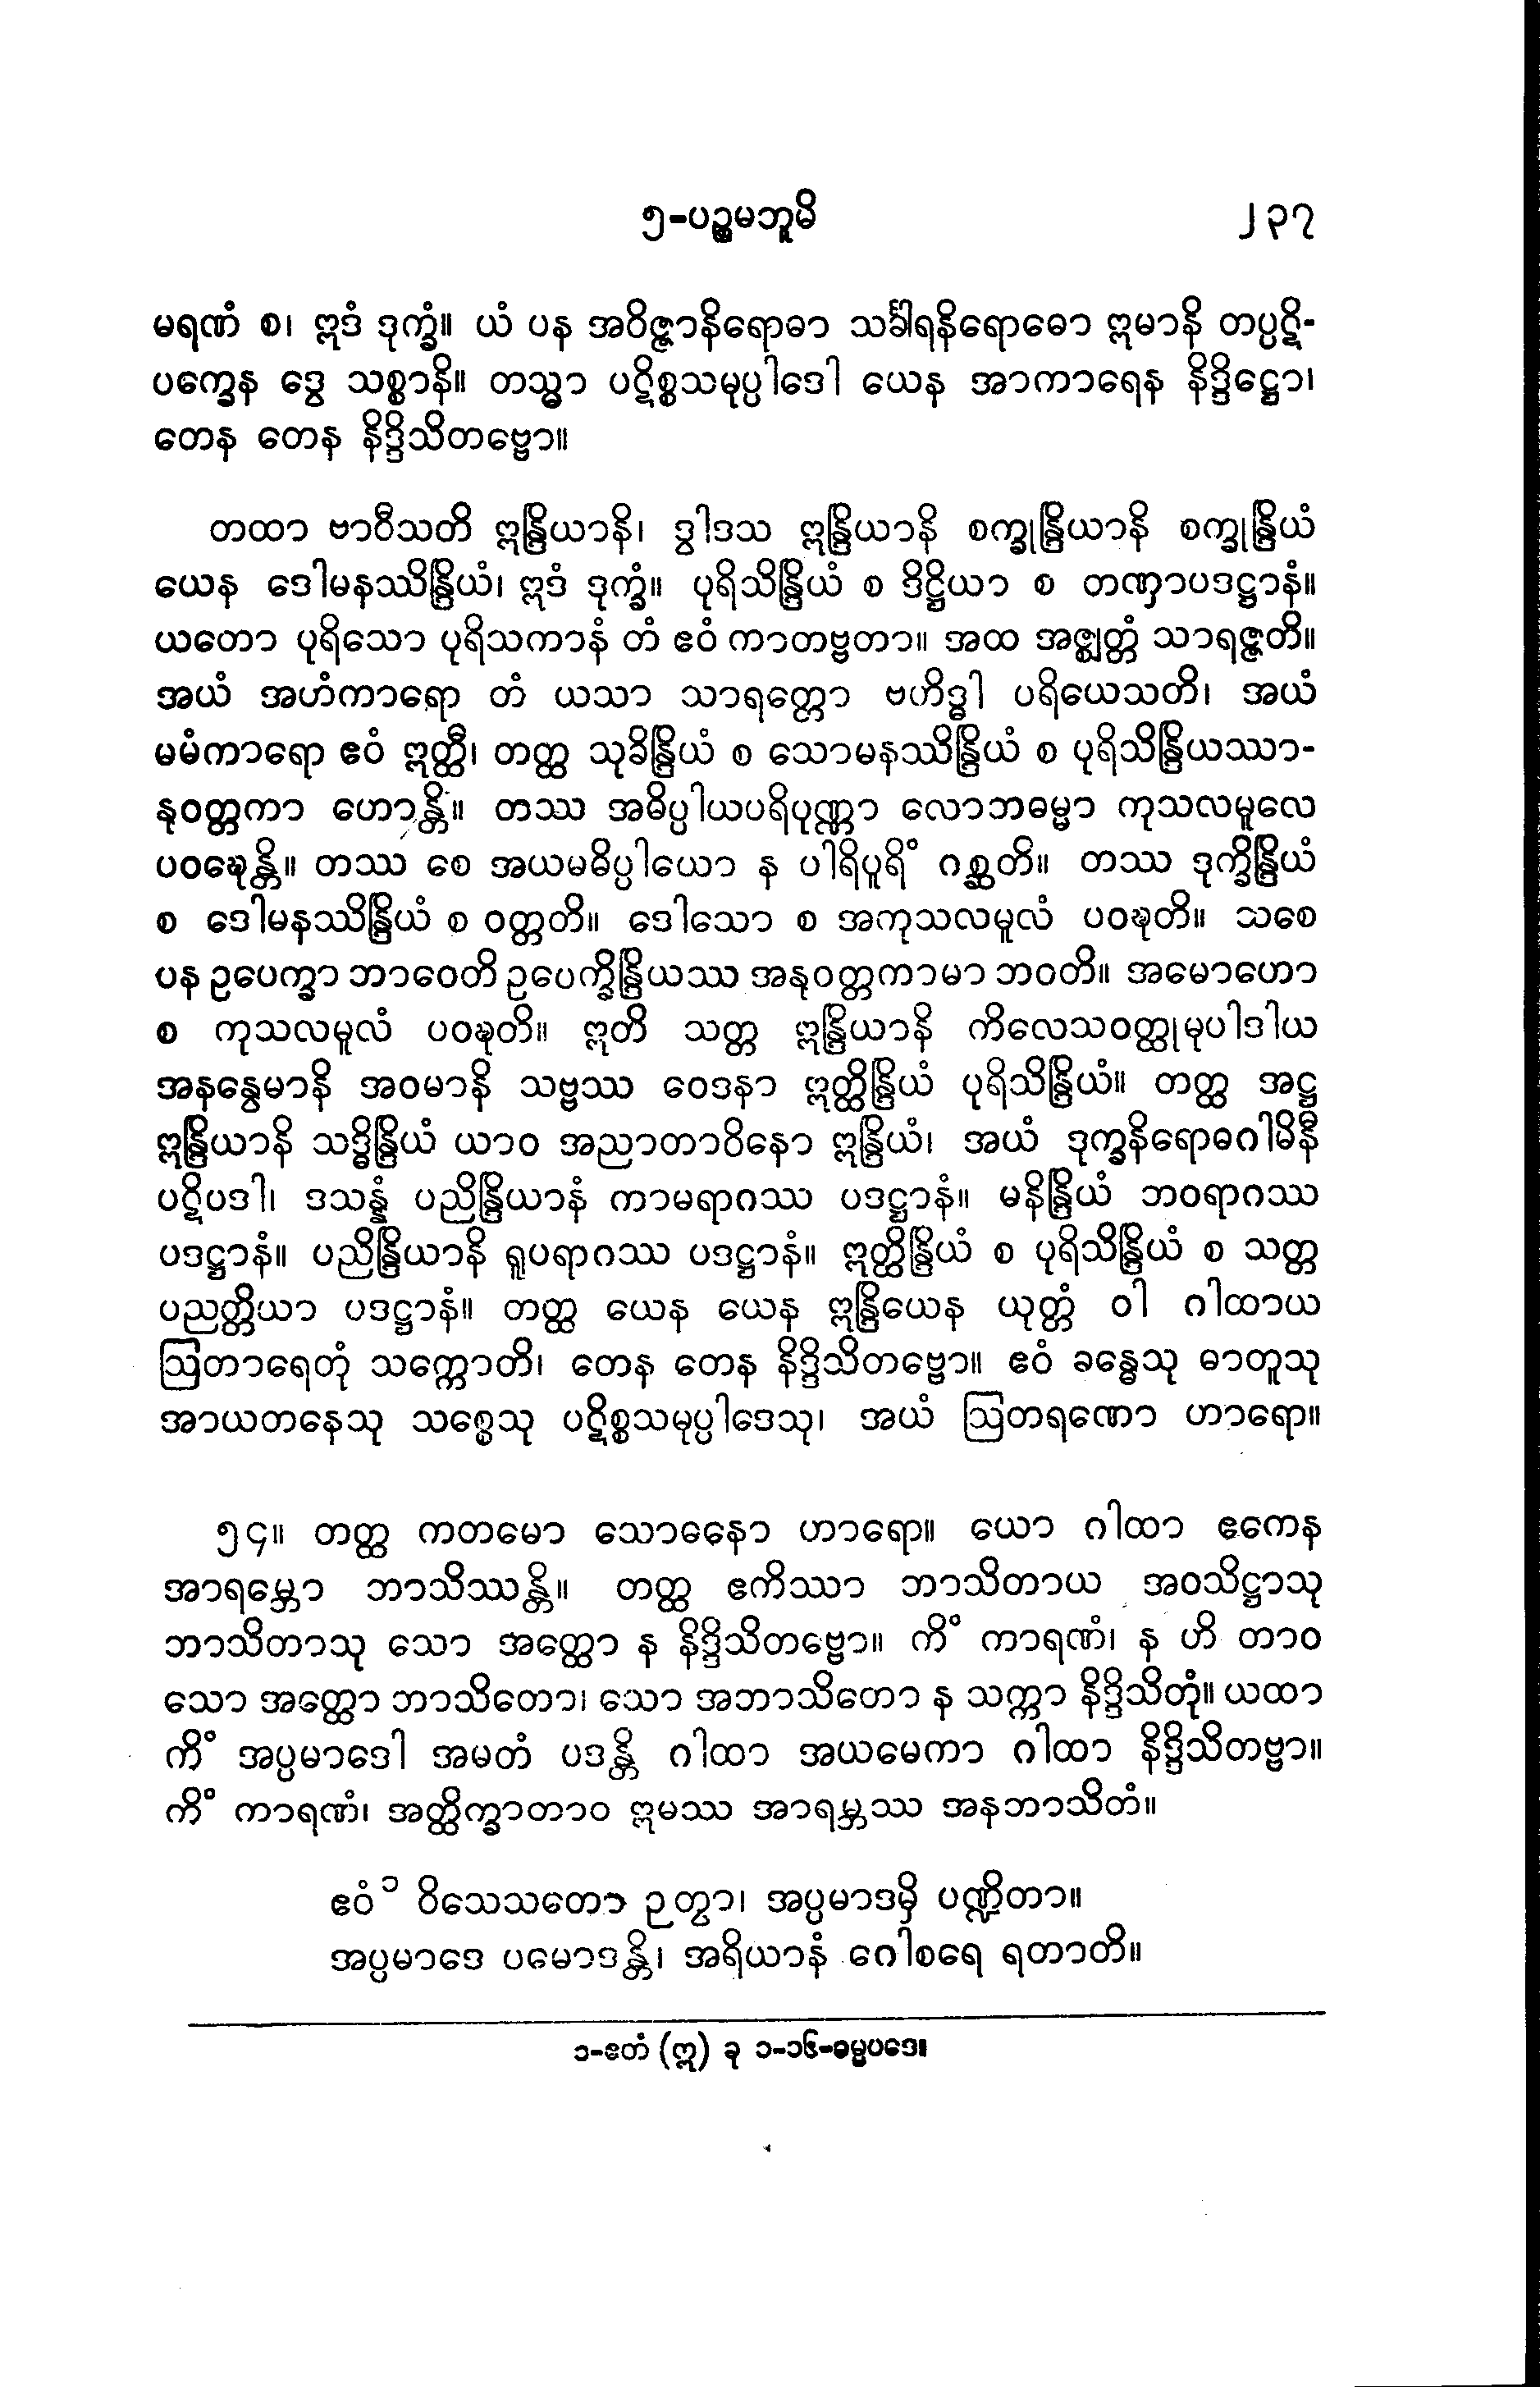 ၅-ပဉ္စမဘူမိ ၂၃၇
မရဏံ စ၊ ဣဒံ ဒုက္ခံ။ ယံ ပန အဝိဇ္ဇာနိရောဓာ သင်္ခါရနိရောဓော ဣမာနိ တပ္ပဋိ-
ပက္ခေန ဒွေ သစ္စာနိ။ တသ္မာ ပဋိစ္စသမုပ္ပါဒေါ ယေန အာကာရေန နိဒ္ဒိဋ္ဌော၊
တေန တေန နိဒ္ဒိသိတဗ္ဗော။
တထာ ဗာဝီသတိ ဣန္ဒြိယာနိ၊ ဒွါဒသ ဣန္ဒြိယာနိ စက္ခုန္ဒြိယာနိ စက္ခုန္ဒြိယံ
ယေန ဒေါမနဿိန္ဒြိယံ၊ ဣဒံ ဒုက္ခံ။ ပုရိသိန္ဒြိယံ စ ဒိဋ္ဌိယာ စ တဏှာပဒဋ္ဌာနံ။
ယတော ပုရိသော ပုရိသကာနံ တံ ဧဝံ ကာတဗ္ဗတာ။ အထ အဇ္ဈတ္တံ သာရဇ္ဇတိ။
အယံ အဟံကာရော တံ ယသာ သာရတ္တော ဗဟိဒ္ဓါ ပရိယေသတိ၊ အယံ
မမံကာရော ဧဝံ ဣတ္ထီ၊ တတ္ထ သုခိန္ဒြိယံ စ သောမနဿိန္ဒြိယံ စ ပုရိသိန္ဒြိယဿာ-
နုဝတ္တကာ ဟောန္တိ။ တဿ အဓိပ္ပါယပရိပုဏ္ဏာ လောဘဓမ္မာ ကုသလမူလေ
ပဝဍ္ဎေန္တိ။ တဿ စေ အယမဓိပ္ပါယော န ပါရိပူရိံ ဂစ္ဆတိ။ တဿ ဒုက္ခိန္ဒြိယံ
စ ဒေါမနဿိန္ဒြိယံ စ ဝတ္တတိ။ ဒေါသော စ အကုသလမူလံ ပဝဍ္ဎတိ။ သစေ
ပန ဥပေက္ခာ ဘာဝေတိ ဥပေက္ခိန္ဒြိယဿ အနုဝတ္တကာမာ ဘဝတိ။ အမောဟော
စ ကုသလမူလံ ပဝဍ္ဎတိ။ ဣတိ သတ္တ ဣန္ဒြိယာနိ ကိလေသဝတ္ထုမုပါဒါယ
အနန္ဝေမာနိ အဝမာနိ သဗ္ဗဿ ဝေဒနာ ဣတ္ထိန္ဒြိယံ ပုရိသိန္ဒြိယံ။ တတ္ထ အဋ္ဌ
ဣန္ဒြိယာနိ သဒ္ဓိန္ဒြိယံ ယာဝ အညာတာဝိနော ဣန္ဒြိယံ၊ အယံ ဒုက္ခနိရောဓဂါမိနီ
ပဋိပဒါ၊ ဒသန္နံ ပညိန္ဒြိယာနံ ကာမရာဂဿ ပဒဋ္ဌာနံ။ မနိန္ဒြိယံ ဘဝရာဂဿ
ပဒဋ္ဌာနံ။ ပညိန္ဒြိယာနိ ရူပရာဂဿ ပဒဋ္ဌာနံ။ ဣတ္ထိန္ဒြိယံ စ ပုရိသိန္ဒြိယံ စ သတ္တ
ပညတ္တိယာ ပဒဋ္ဌာနံ။ တတ္ထ ယေန ယေန ဣန္ဒြိယေန ယုတ္တံ ဝါ ဂါထာယ
ဩတာရေတုံ သက္ကောတိ၊ တေန တေန နိဒ္ဒိသိတဗ္ဗော။ ဧဝံ ခန္ဓေသု ဓာတူသု
အာယတနေသု သစ္စေသု ပဋိစ္စသမုပ္ပါဒေသု၊ အယံ ဩတရဏော ဟာရော။
၅၄။ တတ္ထ ကတမော သောဓနော ဟာရော။ ယော ဂါထာ ဧကေန
အာရမ္ဘော ဘာသိဿန္တိ။ တတ္ထ ဧကိဿာ ဘာသိတာယ အဝသိဋ္ဌာသု
ဘာသိတာသု သော အတ္ထော န နိဒ္ဒိသိတဗ္ဗော။ ကိံ ကာရဏံ၊ န ဟိ တာဝ
သော အတ္ထော ဘာသိတော၊ သော အဘာသိတော န သက္ကာ နိဒ္ဒိသိတုံ။ ယထာ
ကိံ အပ္ပမာဒေါ အမတံ ပဒန္တိ ဂါထာ အယမေကာ ဂါထာ နိဒ္ဒိသိတဗ္ဗာ။
ကိံ ကာရဏံ၊ အတ္ထိက္ခာတာဝ ဣမဿ အာရမ္ဘဿ အနဘာသိတံ။
ဧဝံ ၁ ဝိသေသတော ဉတွာ၊ အပ္ပမာဒမှိ ပဏ္ဍိတာ။
အပ္ပမာဒေ ပမောဒန္တိ၊ အရိယာနံ ဂေါစရေ ရတာတိ။
၁-ဧတံ (ဣ) ခု ၁-၁၆-ဓမ္မပဒေ။